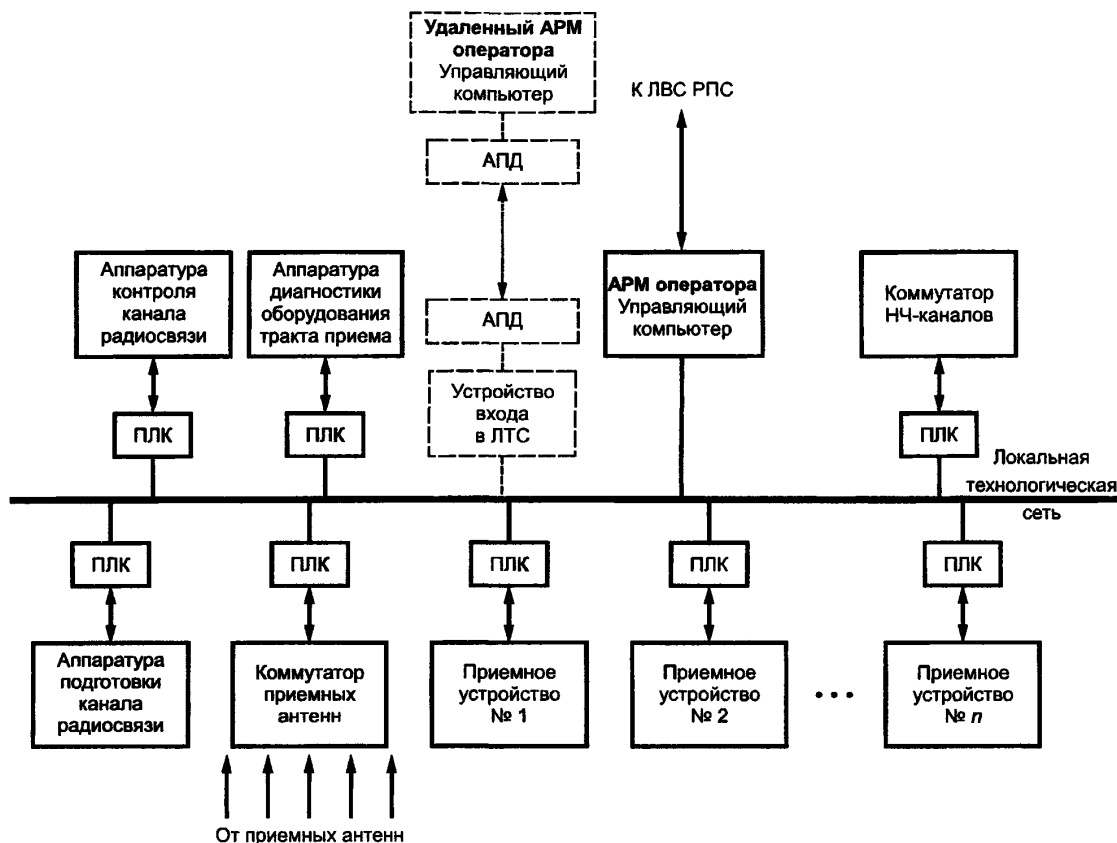 Удаленный АРМ
оператора
Управляющий
компьютер
К ЛВС РПС
АПД
Аппаратура
контроля
канала
радиосвязи
Аппаратура
диагностики
оборудования
тракта приема
АПД
АРМ оператора
Управляющий
компьютер
Коммутатор
НЧ-каналов
Устройство
входа
в ЛТС
ПЛК
ПЛК
ПЛК
Локальная
технологическая
сеть
ПЛК
ПЛК
ПЛК
ПЛК
ПЛК
Аппаратура
подготовки
канала
радиосвязи
Коммутатор
приемных
антенн
Приемное
устройство
№ 1
Приемное
устройство
№ 2
• • •
Приемное
устройство
№ n
От приемных антенн